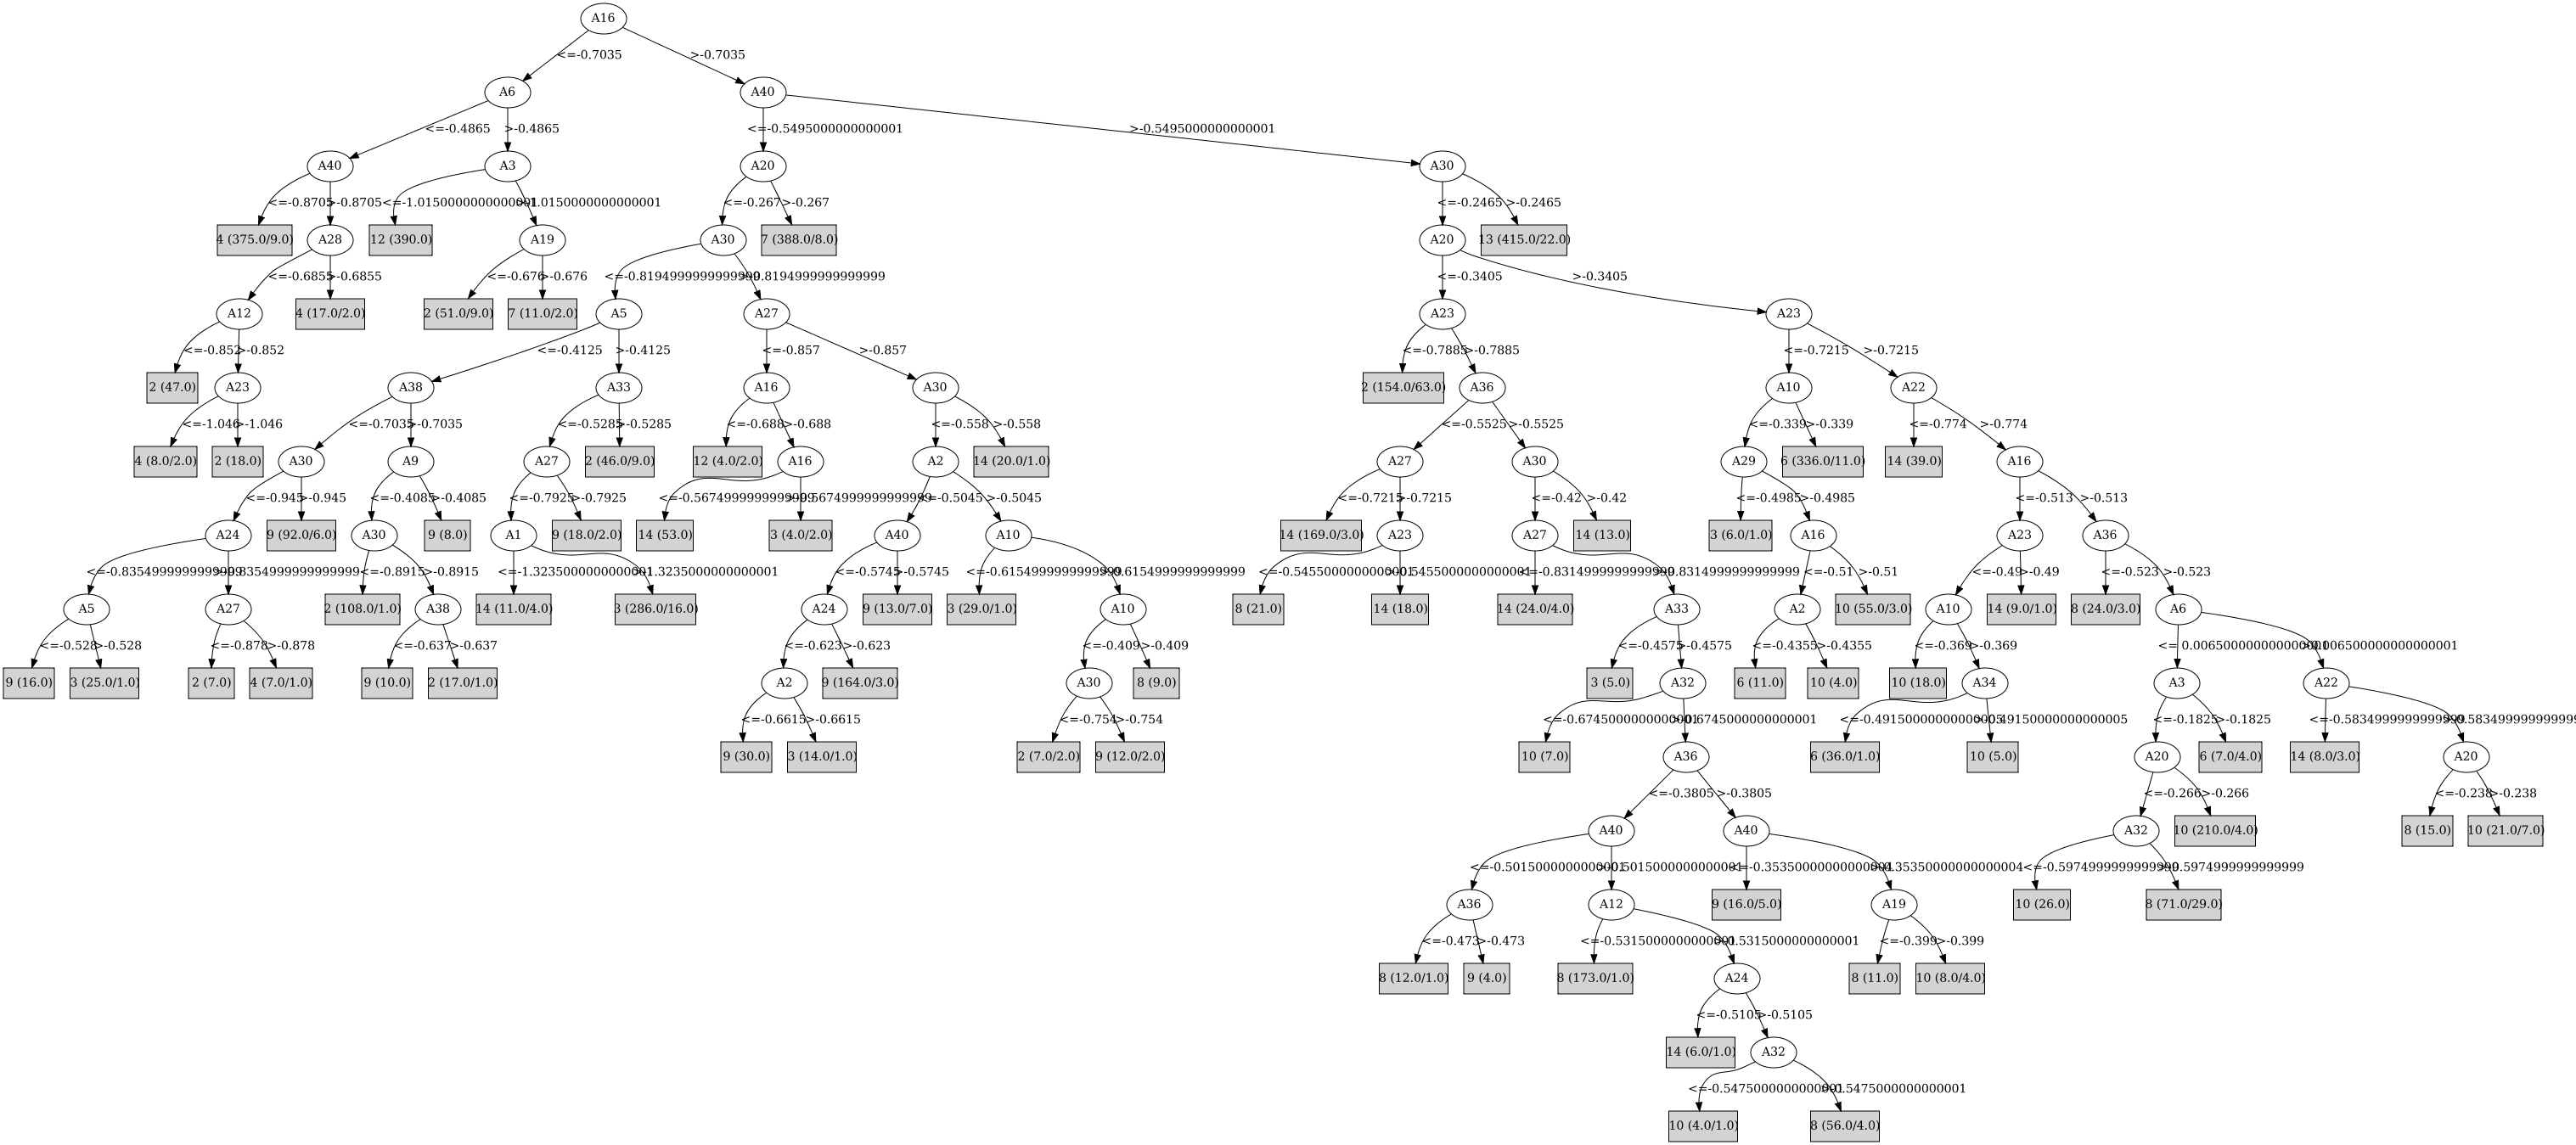 A16
<=-0.7035 >-0.7035
A6 A40
<=-0.4865 >-0.4865 <=-0.5495000000000001 >-0.5495000000000001
A40 A3 A20 A30
<=-0.8705 >-0.8705 <=-1.0150000000000001 >-1.0150000000000001 <=-0.267 >-0.267 <=-0.2465 >-0.2465
4 (375.0/9.0) A28 12 (390.0) A19 A30 7 (388.0/8.0) A20 13 (415.0/22.0)
<=-0.6855 >-0.6855 <=-0.676 >-0.676 <=-0.8194999999999999 >-0.8194999999999999 <=-0.3405 >-0.3405
A12 4 (17.0/2.0) 2 (51.0/9.0) 7 (11.0/2.0) A5 A27 A23 A23
<=-0.852 >-0.852 <=-0.4125 >-0.4125 <=-0.857 >-0.857 <=-0.7885 >-0.7885 <=-0.7215 >-0.7215
2 (47.0) A23 A38 A33 A16 A30 2 (154.0/63.0) A36 A10 A22
<=-1.046 >-1.046 <=-0.7035 >-0.7035 <=-0.5285 >-0.5285 <=-0.688 >-0.688 <=-0.558 >-0.558 <=-0.5525 >-0.5525 <=-0.339 >-0.339 <=-0.774 >-0.774
4 (8.0/2.0) 2 (18.0) A30 A9 A27 2 (46.0/9.0) 12 (4.0/2.0) A16 A2 14 (20.0/1.0) A27 A30 A29 6 (336.0/11.0) 14 (39.0) A16
<=-0.945 >-0.945 <=-0.4085 >-0.4085 <=-0.7925 >-0.7925 <=-0.5674999999999999 >-0.5674999999999999 <=-0.5045 >-0.5045 <=-0.7215 >-0.7215 <=-0.42 >-0.42 <=-0.4985 >-0.4985 <=-0.513 >-0.513
A24 9 (92.0/6.0) A30 9 (8.0) A1 9 (18.0/2.0) 14 (53.0) 3 (4.0/2.0) A40 A10 14 (169.0/3.0) A23 A27 14 (13.0) 3 (6.0/1.0) A16 A23 A36
<=-0.8354999999999999 >-0.8354999999999999 <=-0.8915 >-0.8915 <=-1.3235000000000001 >-1.3235000000000001 <=-0.5745 >-0.5745 <=-0.6154999999999999 >-0.6154999999999999 <=-0.5455000000000001 >-0.5455000000000001 <=-0.8314999999999999 >-0.8314999999999999 <=-0.51 >-0.51 <=-0.49 >-0.49 <=-0.523 >-0.523
A5 A27 2 (108.0/1.0) A38 14 (11.0/4.0) 3 (286.0/16.0) A24 9 (13.0/7.0) 3 (29.0/1.0) A10 8 (21.0) 14 (18.0) 14 (24.0/4.0) A33 A2 10 (55.0/3.0) A10 14 (9.0/1.0) 8 (24.0/3.0) A6
<=-0.528 >-0.528 <=-0.878 >-0.878 <=-0.637 >-0.637 <=-0.623 >-0.623 <=-0.409 >-0.409 <=-0.4575 >-0.4575 <=-0.4355 >-0.4355 <=-0.369 >-0.369
9 (16.0) 3 (25.0/1.0) 2 (7.0) 4 (7.0/1.0) 9 (10.0) 2 (17.0/1.0) A2 9 (164.0/3.0) A30 8 (9.0) 3 (5.0) A32 6 (11.0) 10 (4.0) 10 (18.0) A34 A3 A22
<=-0.6615 >-0.6615 <=-0.754 >-0.754 <=-0.6745000000000001 >-0.6745000000000001 <=-0.49150000000000005 >-0.49150000000000005 <=-0.1825 >-0.1825
9 (30.0) 3 (14.0/1.0) 2 (7.0/2.0) 9 (12.0/2.0) 10 (7.0) A36 6 (36.0/1.0) 10 (5.0) A20 6 (7.0/4.0) 14 (8.0/3.0) A20
<=-0.3805 >-0.3805 <=-0.266 >-0.266 <=-0.238 >-0.238
A40 A40 A32 10 (210.0/4.0) 8 (15.0) 10 (21.0/7.0)
<=-0.5015000000000001 >-0.5015000000000001 <=-0.35350000000000004 >-0.35350000000000004 <=-0.5974999999999999 >-0.5974999999999999
A36 A12 9 (16.0/5.0) A19 10 (26.0) 8 (71.0/29.0)
<=-0.473 >-0.473 <=-0.5315000000000001 >-0.5315000000000001 <=-0.399 >-0.399
8 (12.0/1.0) 9 (4.0) 8 (173.0/1.0) A24 8 (11.0) 10 (8.0/4.0)
<=-0.5105 >-0.5105
14 (6.0/1.0) A32
<=-0.5475000000000001 >-0.5475000000000001
10 (4.0/1.0) 8 (56.0/4.0)